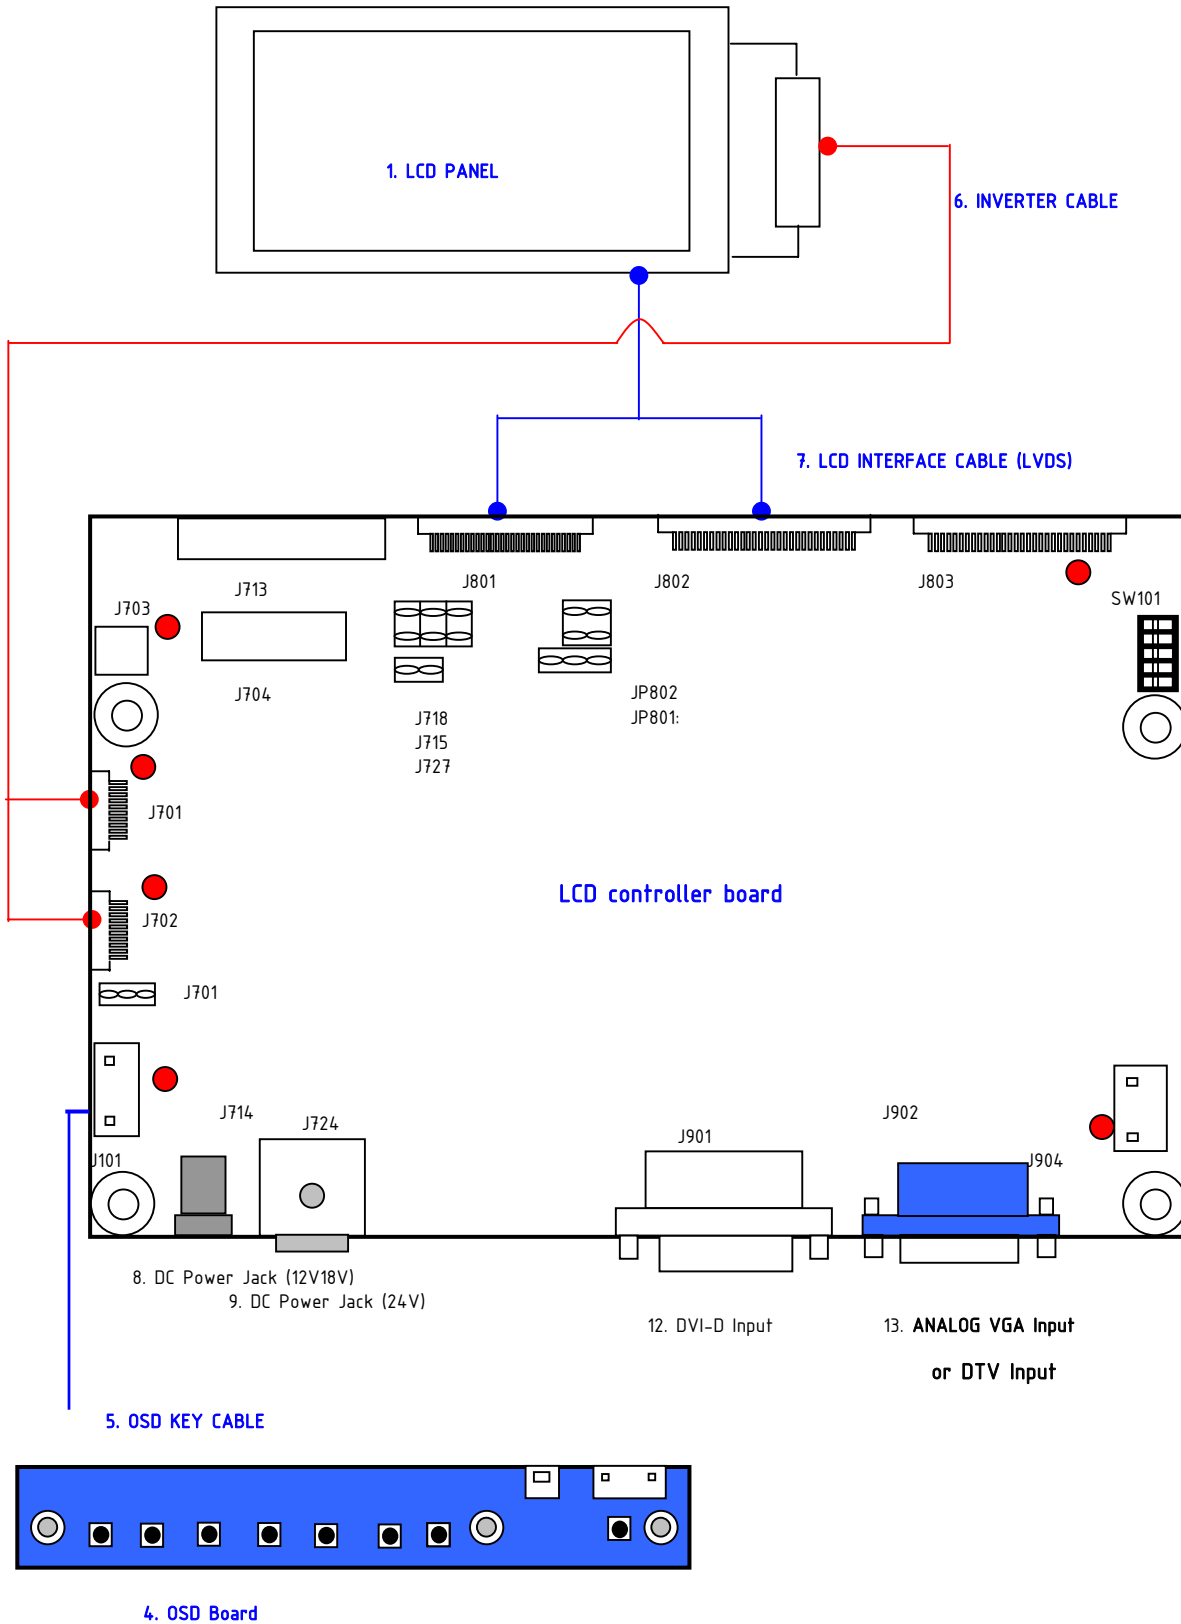 1. LCD PANEL
6. INVERTER CABLE
7. LCD INTERFACE CABLE (LVDS)
J713
J801
J802
J803
J703
SW101
J704
JP802
JP801:
J718
J715
J727
J701
LCD controller board
J702
J701
J714
J724
J901
J902
J101
J904
8. DC Power Jack (12V18V)
9. DC Power Jack (24V)
12. DVI-D Input
13. ANALOG VGA Input
or DTV Input
5. OSD KEY CABLE
4. OSD Board